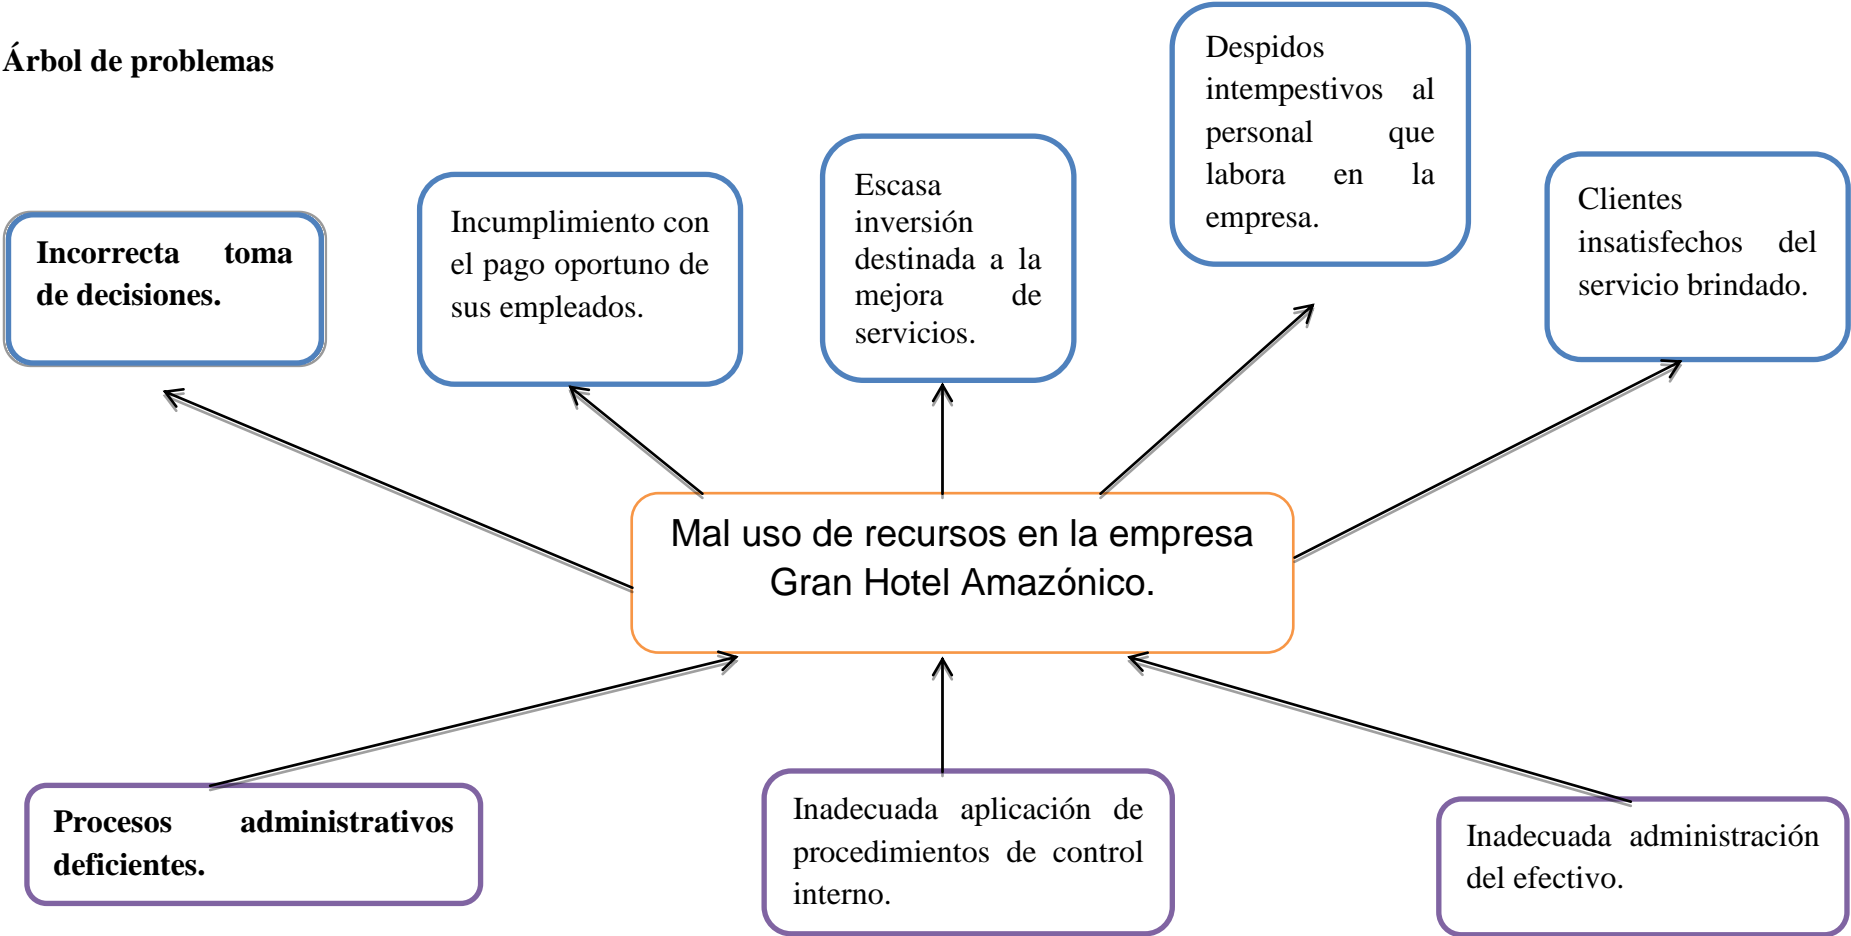 Árbol de problemas
Despidos
intempestivos al
personal que
labora en la
empresa.
Escasa
inversión
destinada a la
mejora de
servicios.
Clientes
insatisfechos del
servicio brindado.
Incumplimiento con
el pago oportuno de
sus empleados.
Incorrecta toma
de decisiones.
Mal uso de recursos en la empresa
Gran Hotel Amazónico.
Procesos administrativos
deficientes.
Inadecuada aplicación de
procedimientos de control
interno.
Inadecuada administración
del efectivo.